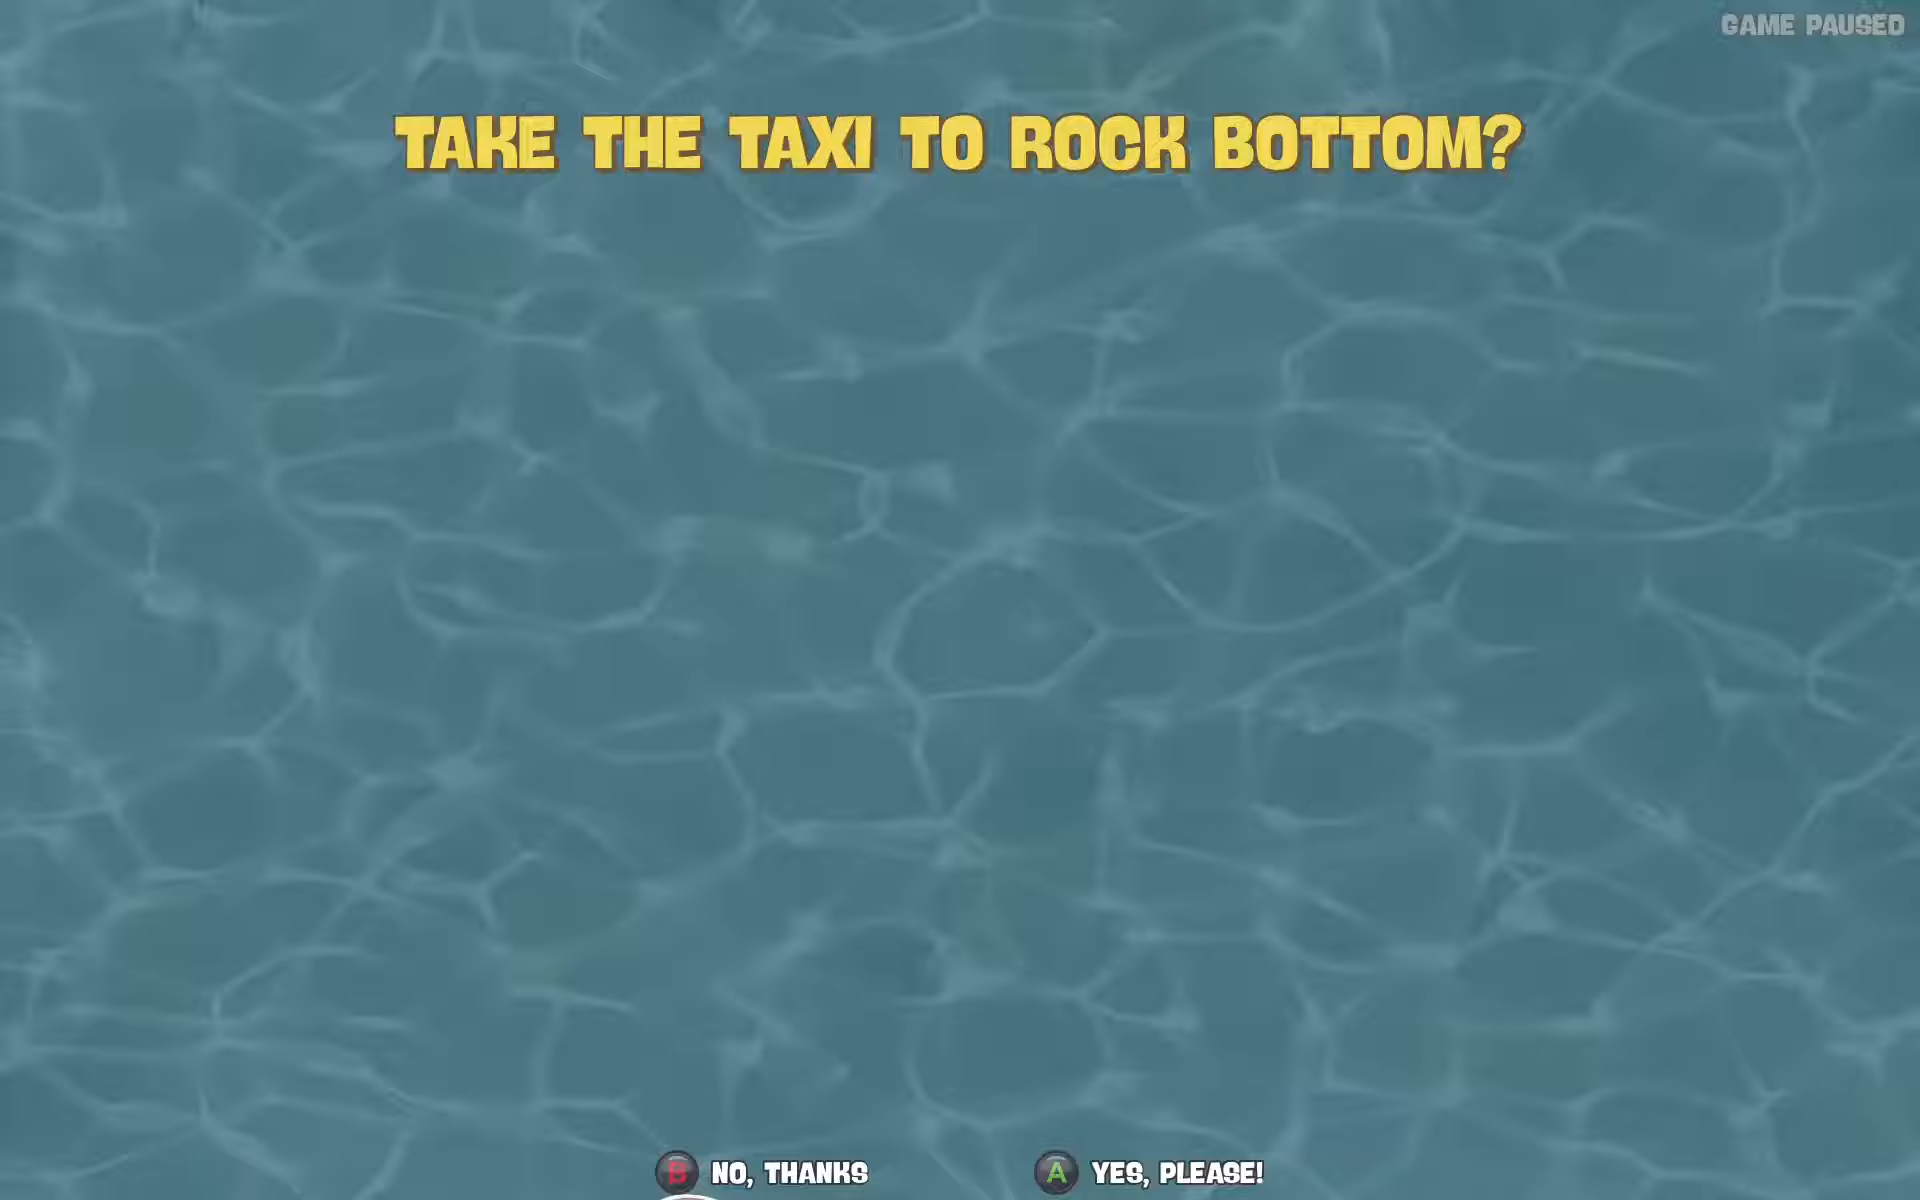 GAME PAUSED
TAKE THE TAXI TO ROCK BOTTOM?
B NO, THANKS
A YES, PLEASE!